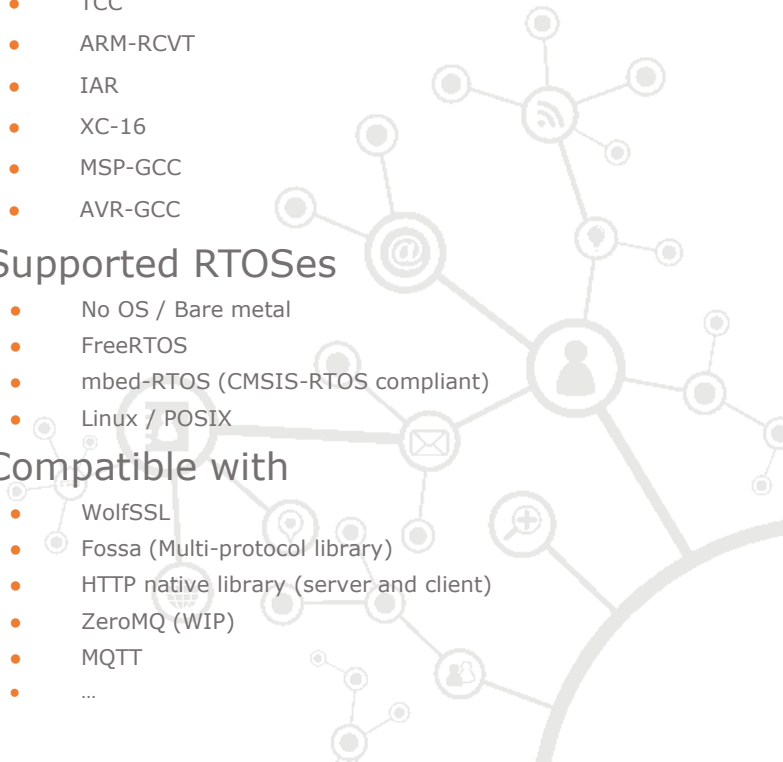 TCC
● ARM-RCVT
● IAR
● XC-16
● MSP-GCC
● AVR-GCC
Supported RTOSes
● No OS / Bare metal
● FreeRTOS
● mbed-RTOS (CMSIS-RTOS compliant)
● Linux / POSIX
Compatible with
● WolfSSL
● Fossa (Multi-protocol library)
● HTTP native library (server and client)
● ZeroMQ (WIP)
● MQTT
● …